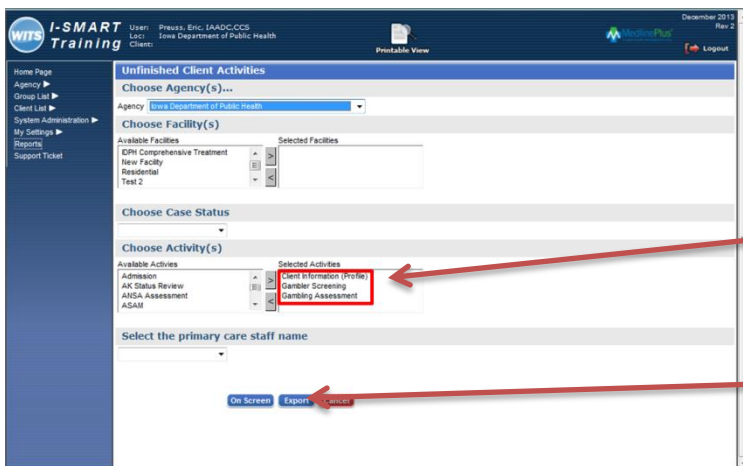 WITS
I-SMART
Training
User: Preuss, Eric, IAADC,CCS
Loc: Iowa Department of Public Health
Client:
Printable View
MedlinePlus
December 2013
Rev 2
Logout
Home Page
Agency
Group List
Client List
System Administration
My Settings
Reports
Support Ticket
Unfinished Client Activities
Choose Agency(s)...
Agency Iowa Department of Public Health
Choose Facility(s)
Available Facilities Selected Facilities
IDPH Comprehensive Treatment
New Facility
Residential
Test 2
>
<
Choose Case Status
Choose Activity(s)
Available Activies Selected Activities
Admission
AK Status Review
ANSA Assessment
ASAM
>
<
Client Information (Profile)
Gambler Screening
Gambling Assessment
Select the primary care staff name
On Screen Export Cancel